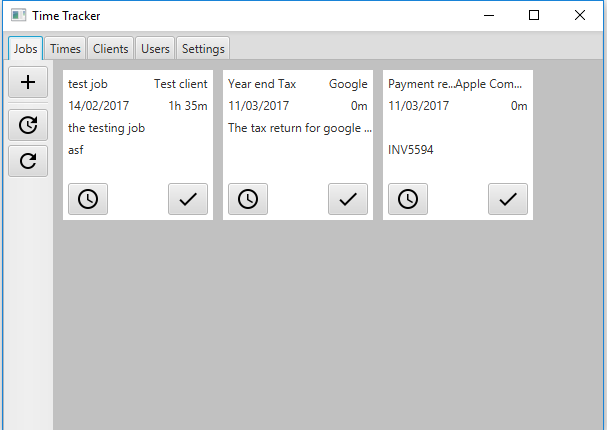 Time Tracker
Jobs Times Clients Users Settings
test job Test client
14/02/2017 1h 35m
the testing job
asf
Year end Tax Google
11/03/2017 0m
The tax return for google ...
Payment re...Apple Com...
11/03/2017 0m
INV5594